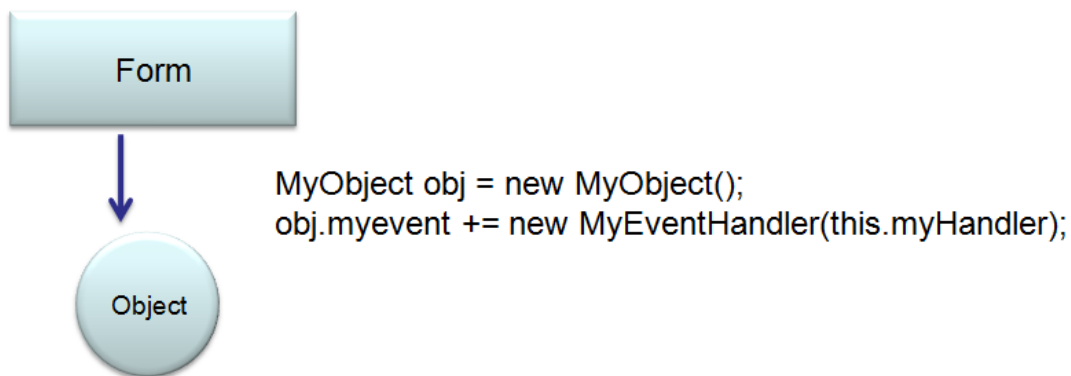 Form
MyObject obj = new MyObject();
obj.myevent += new MyEventHandler(this.myHandler);
Object